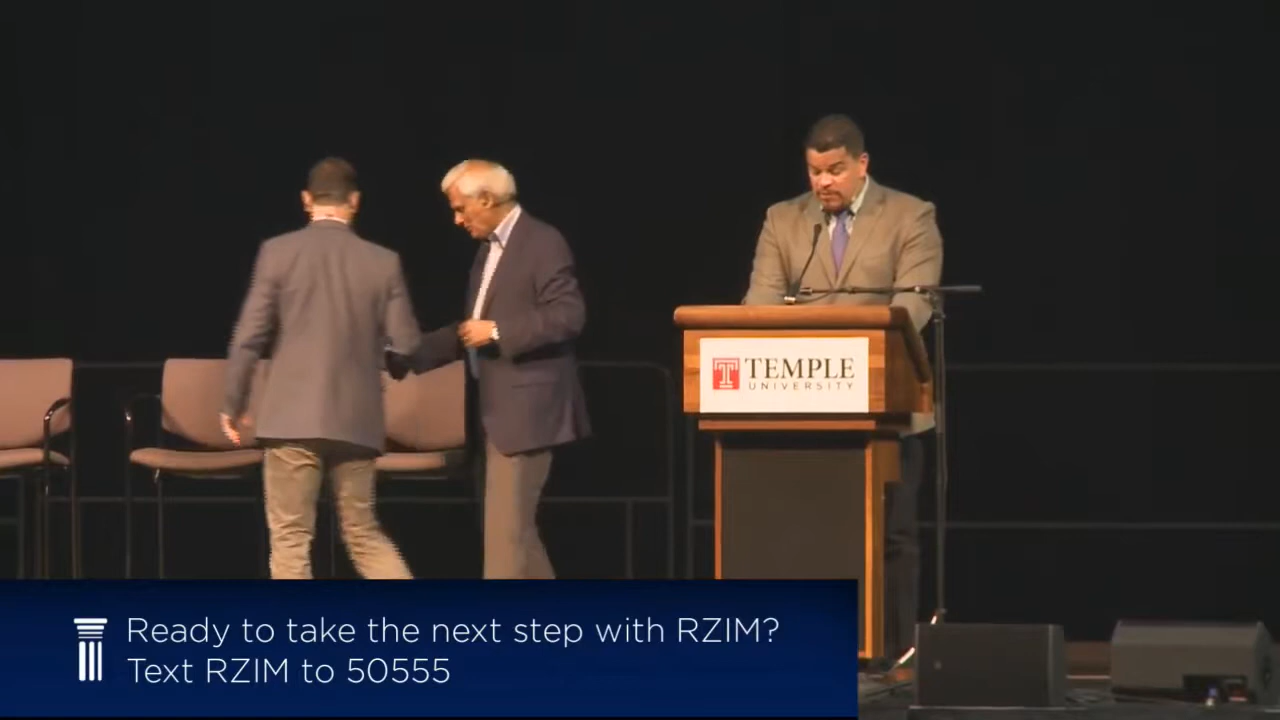 TEMPLE
UNIVERSITY
Ready to take the next step with RZIM?
Text RZIM to 50555